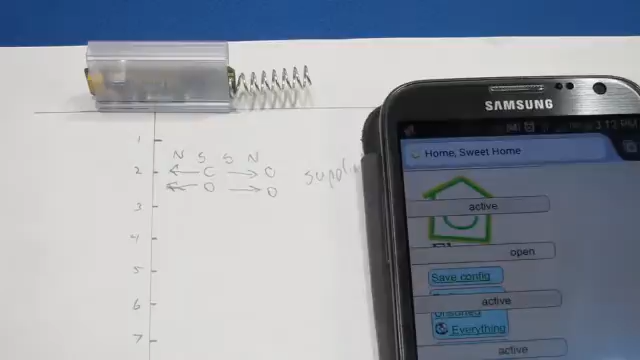 SAMSUNG
Home, Sweet Home
active
open
Save config
active
Everything
active
1
N S S N
2 ← C → O
3 ← O → O
4
5
6
7